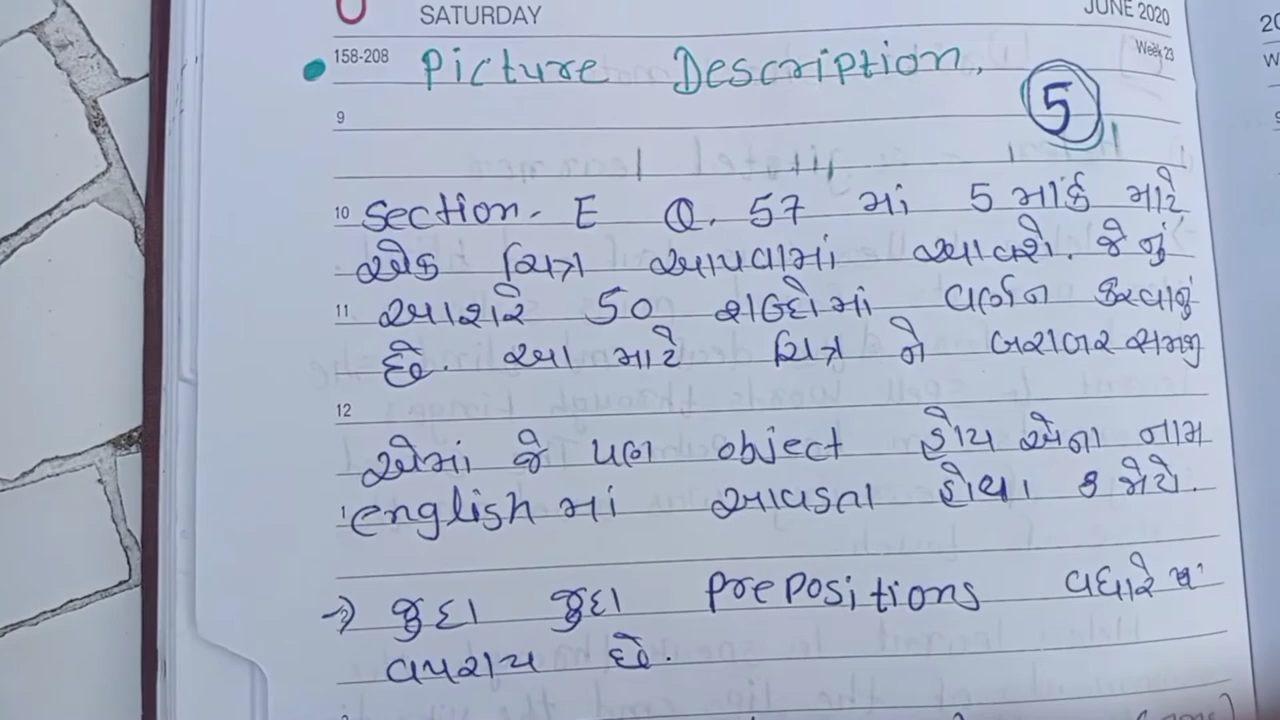 SATURDAY
JUNE 2020
158-208
Week 23
Picture Description.
5
9
10 Section- E Q. 57 માં 5 માર્ક માટે
એક ચિત્ર આપવામાં આવશે. જેનું
11 આશરે 50 શબ્દોમાં વર્ણન કરવાનું
છે. આ માટે ચિત્ર ને બરાબર સમજી
12
એમાં જે પણ object હોય એના નામ
english માં આવડતા હોવા જોઈએ.
→ જુદા જુદા prepositions વધારે
વપરાય છે.